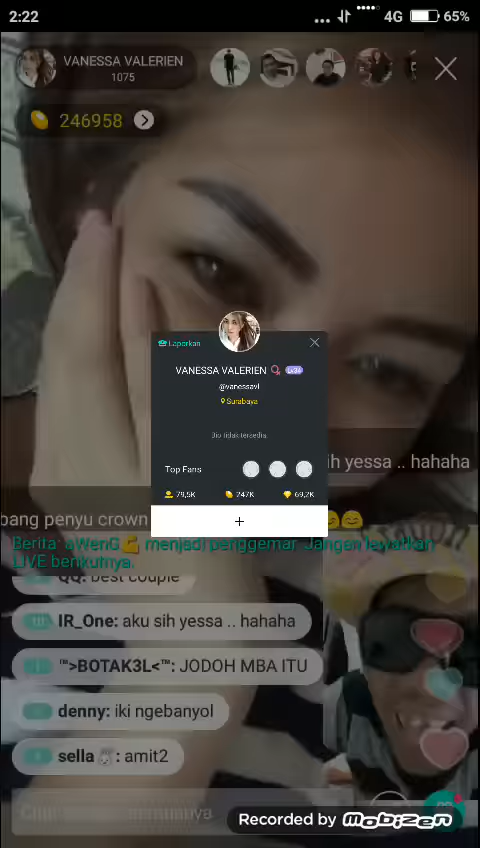 2:22
4G
65%
VANESSA VALERIEN
1075
246958
Laporkan
VANESSA VALERIEN
@vanessavl
Surabaya
Bio tidak tersedia.
Top Fans
79,5K
247K
69,2K
+
ih yessa .. hahaha
bang penyu crown
Berita: aWenG💪 menjadi penggemar. Jangan lewatkan
LIVE berikutnya.
QQ: best couple
IR_One: aku sih yessa .. hahaha
™>BOTAK3L<™: JODOH MBA ITU
denny: iki ngebanyol
sella🐰: amit2
Recorded by Mobizen